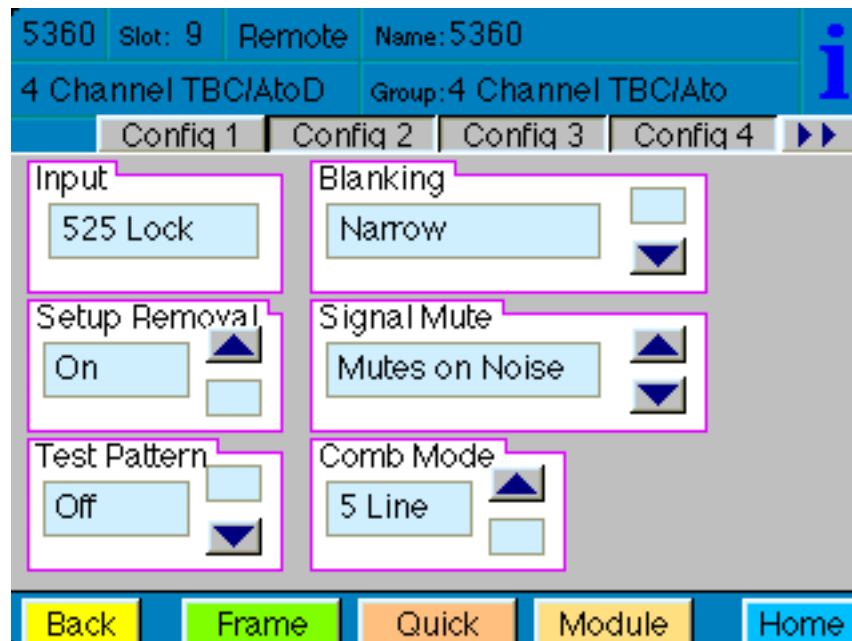 5360 Slot: 9 Remote Name:5360
4 Channel TBC/AtoD Group:4 Channel TBC/Ato
i
Config 1 Config 2 Config 3 Config 4
Input
525 Lock
Blanking
Narrow
Setup Removal
On
Signal Mute
Mutes on Noise
Test Pattern
Off
Comb Mode
5 Line
Back Frame Quick Module Home